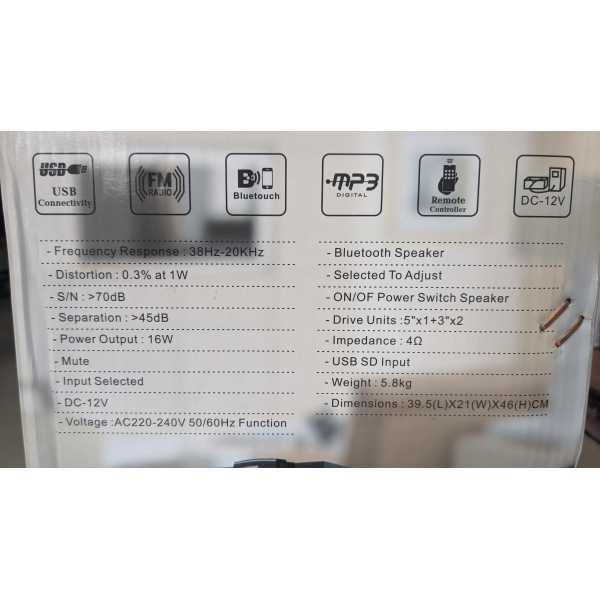 USB
USB
Connectivity
FM
RAJIO
B
Bluetouch
MP3
DIGITAL
Remote
Controller
DC-12V
- Frequency Response : 38Hz-20KHz
- Distortion : 0.3% at 1W
- S/N : >70dB
- Separation : >45dB
- Power Output : 16W
- Mute
- Input Selected
- DC-12V
- Voltage :AC220-240V 50/60Hz Function
- Bluetooth Speaker
- Selected To Adjust
- ON/OF Power Switch Speaker
- Drive Units :5"x1+3"x2
- Impedance : 4Ω
- USB SD Input
- Weight : 5.8kg
- Dimensions : 39.5(L)X21(W)X46(H)CM